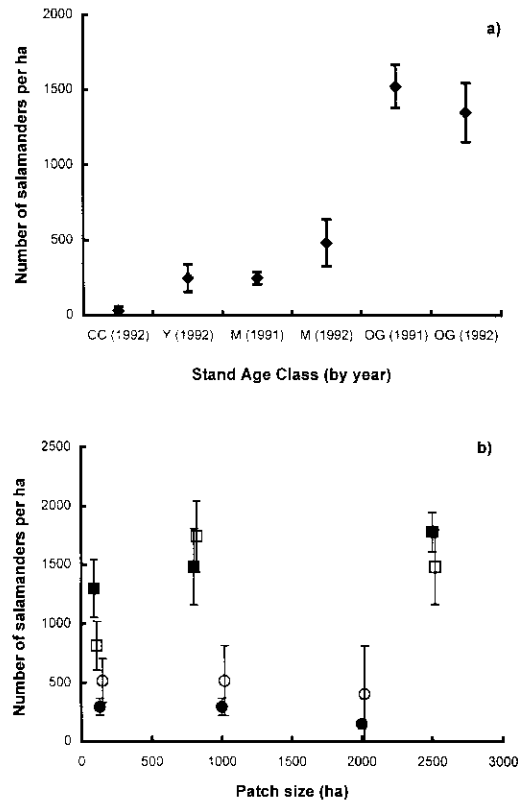 a)
Number of salamanders per ha
2000
1500
1000
500
0
CC (1992) Y (1992) M (1991) M (1992) OG (1991) OG (1992)
Stand Age Class (by year)
b)
Number of salamanders per ha
2500
2000
1500
1000
500
0
0 500 1000 1500 2000 2500 3000
Patch size (ha)